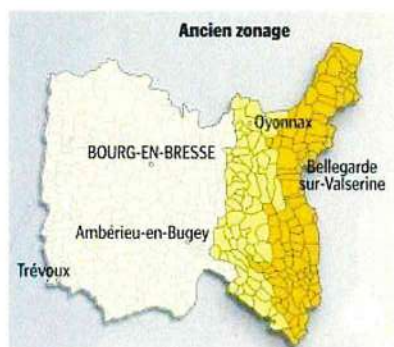 Ancien zonage
Oyonnax
BOURG-EN-BRESSE
Bellegarde
sur-Valserine
Ambérieu-en-Bugey
Trévoux